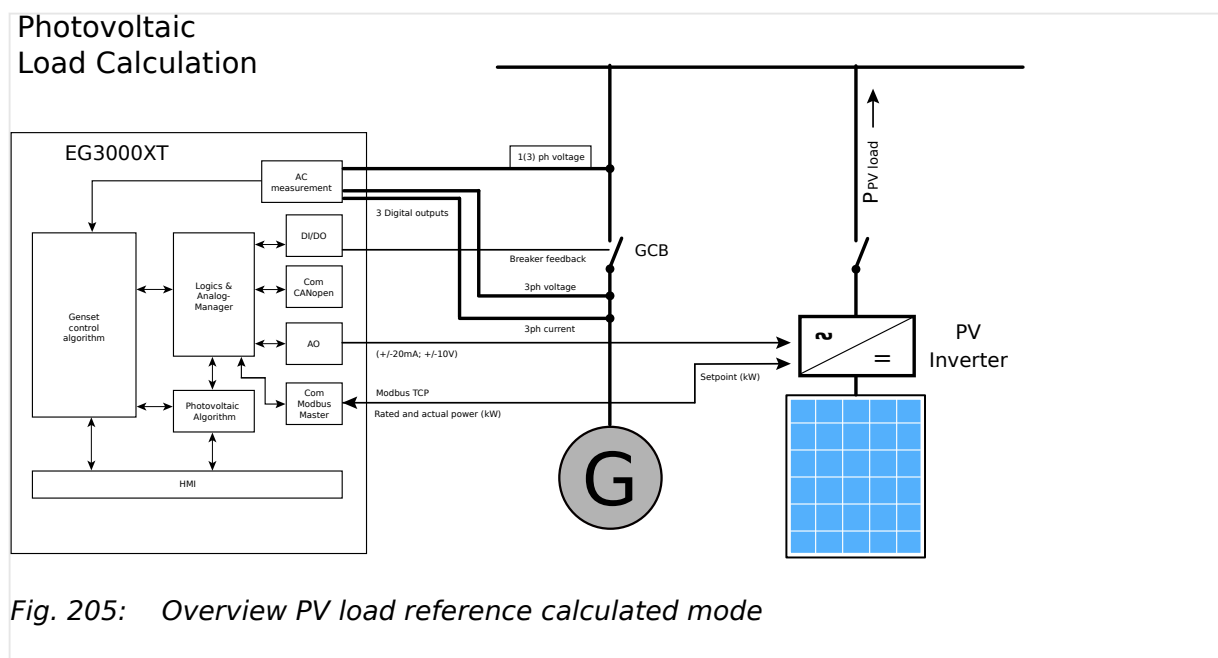 Photovoltaic
Load Calculation
EG3000XT
AC
measurement
1(3) ph voltage
3 Digital outputs
DI/DO
Breaker feedback
GCB
P PV load
Genset
control
algorithm
Logics &
Analog-
Manager
Com
CANopen
3ph voltage
3ph current
AO
(+/-20mA; +/-10V)
~
=
PV
Inverter
Setpoint (kW)
Photovoltaic
Algorithm
Com
Modbus
Master
Modbus TCP
Rated and actual power (kW)
G
HMI
Fig. 205: Overview PV load reference calculated mode